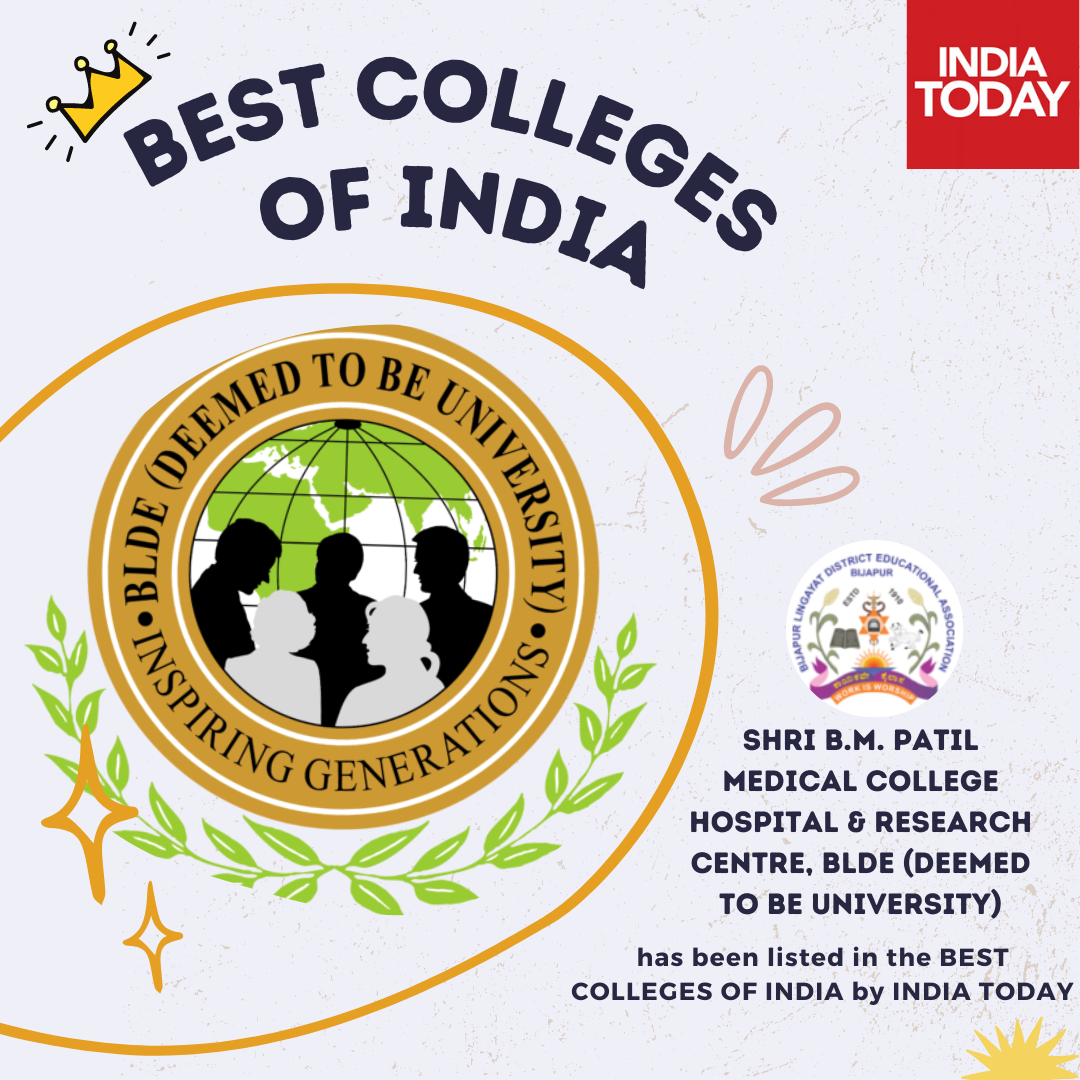 BEST COLLEGES
OF INDIA
INDIA
TODAY
BLDE (DEEMED TO BE UNIVERSITY)
• INSPIRING GENERATIONS •
BIJAPUR LINGAYAT DISTRICT EDUCATIONAL ASSOCIATION
BIJAPUR
ESTD 1910
ಕಾಯಕವೇ ಕೈಲಾಸ
WORK IS WORSHIP
SHRI B.M. PATIL
MEDICAL COLLEGE
HOSPITAL & RESEARCH
CENTRE, BLDE (DEEMED
TO BE UNIVERSITY)
has been listed in the BEST
COLLEGES OF INDIA by INDIA TODAY